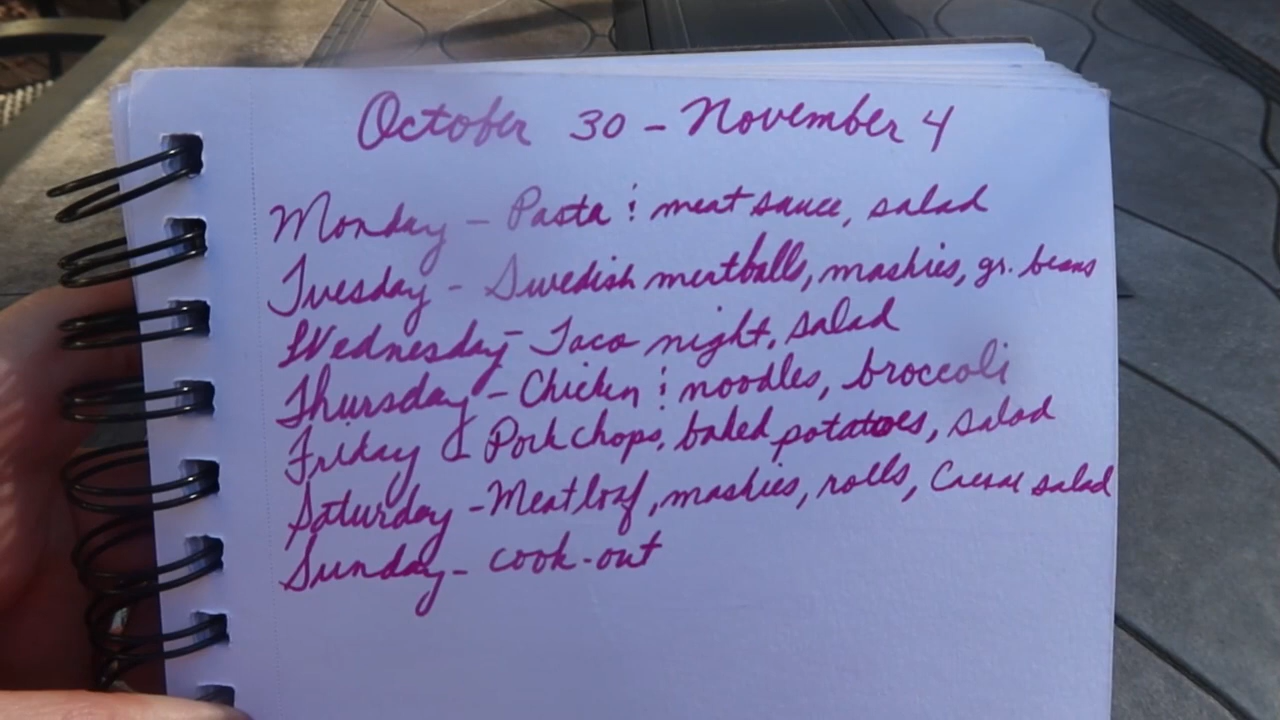 October 30 - November 4
Monday - Pasta & meat sauce, salad
Tuesday - Swedish meatballs, mashies, gr. beans
Wednesday - Taco night, salad
Thursday - Chicken & noodles, broccoli
Friday - Pork chops, baked potatoes, salad
Saturday - Meatloaf, mashies, rolls, Caesar salad
Sunday - cook-out